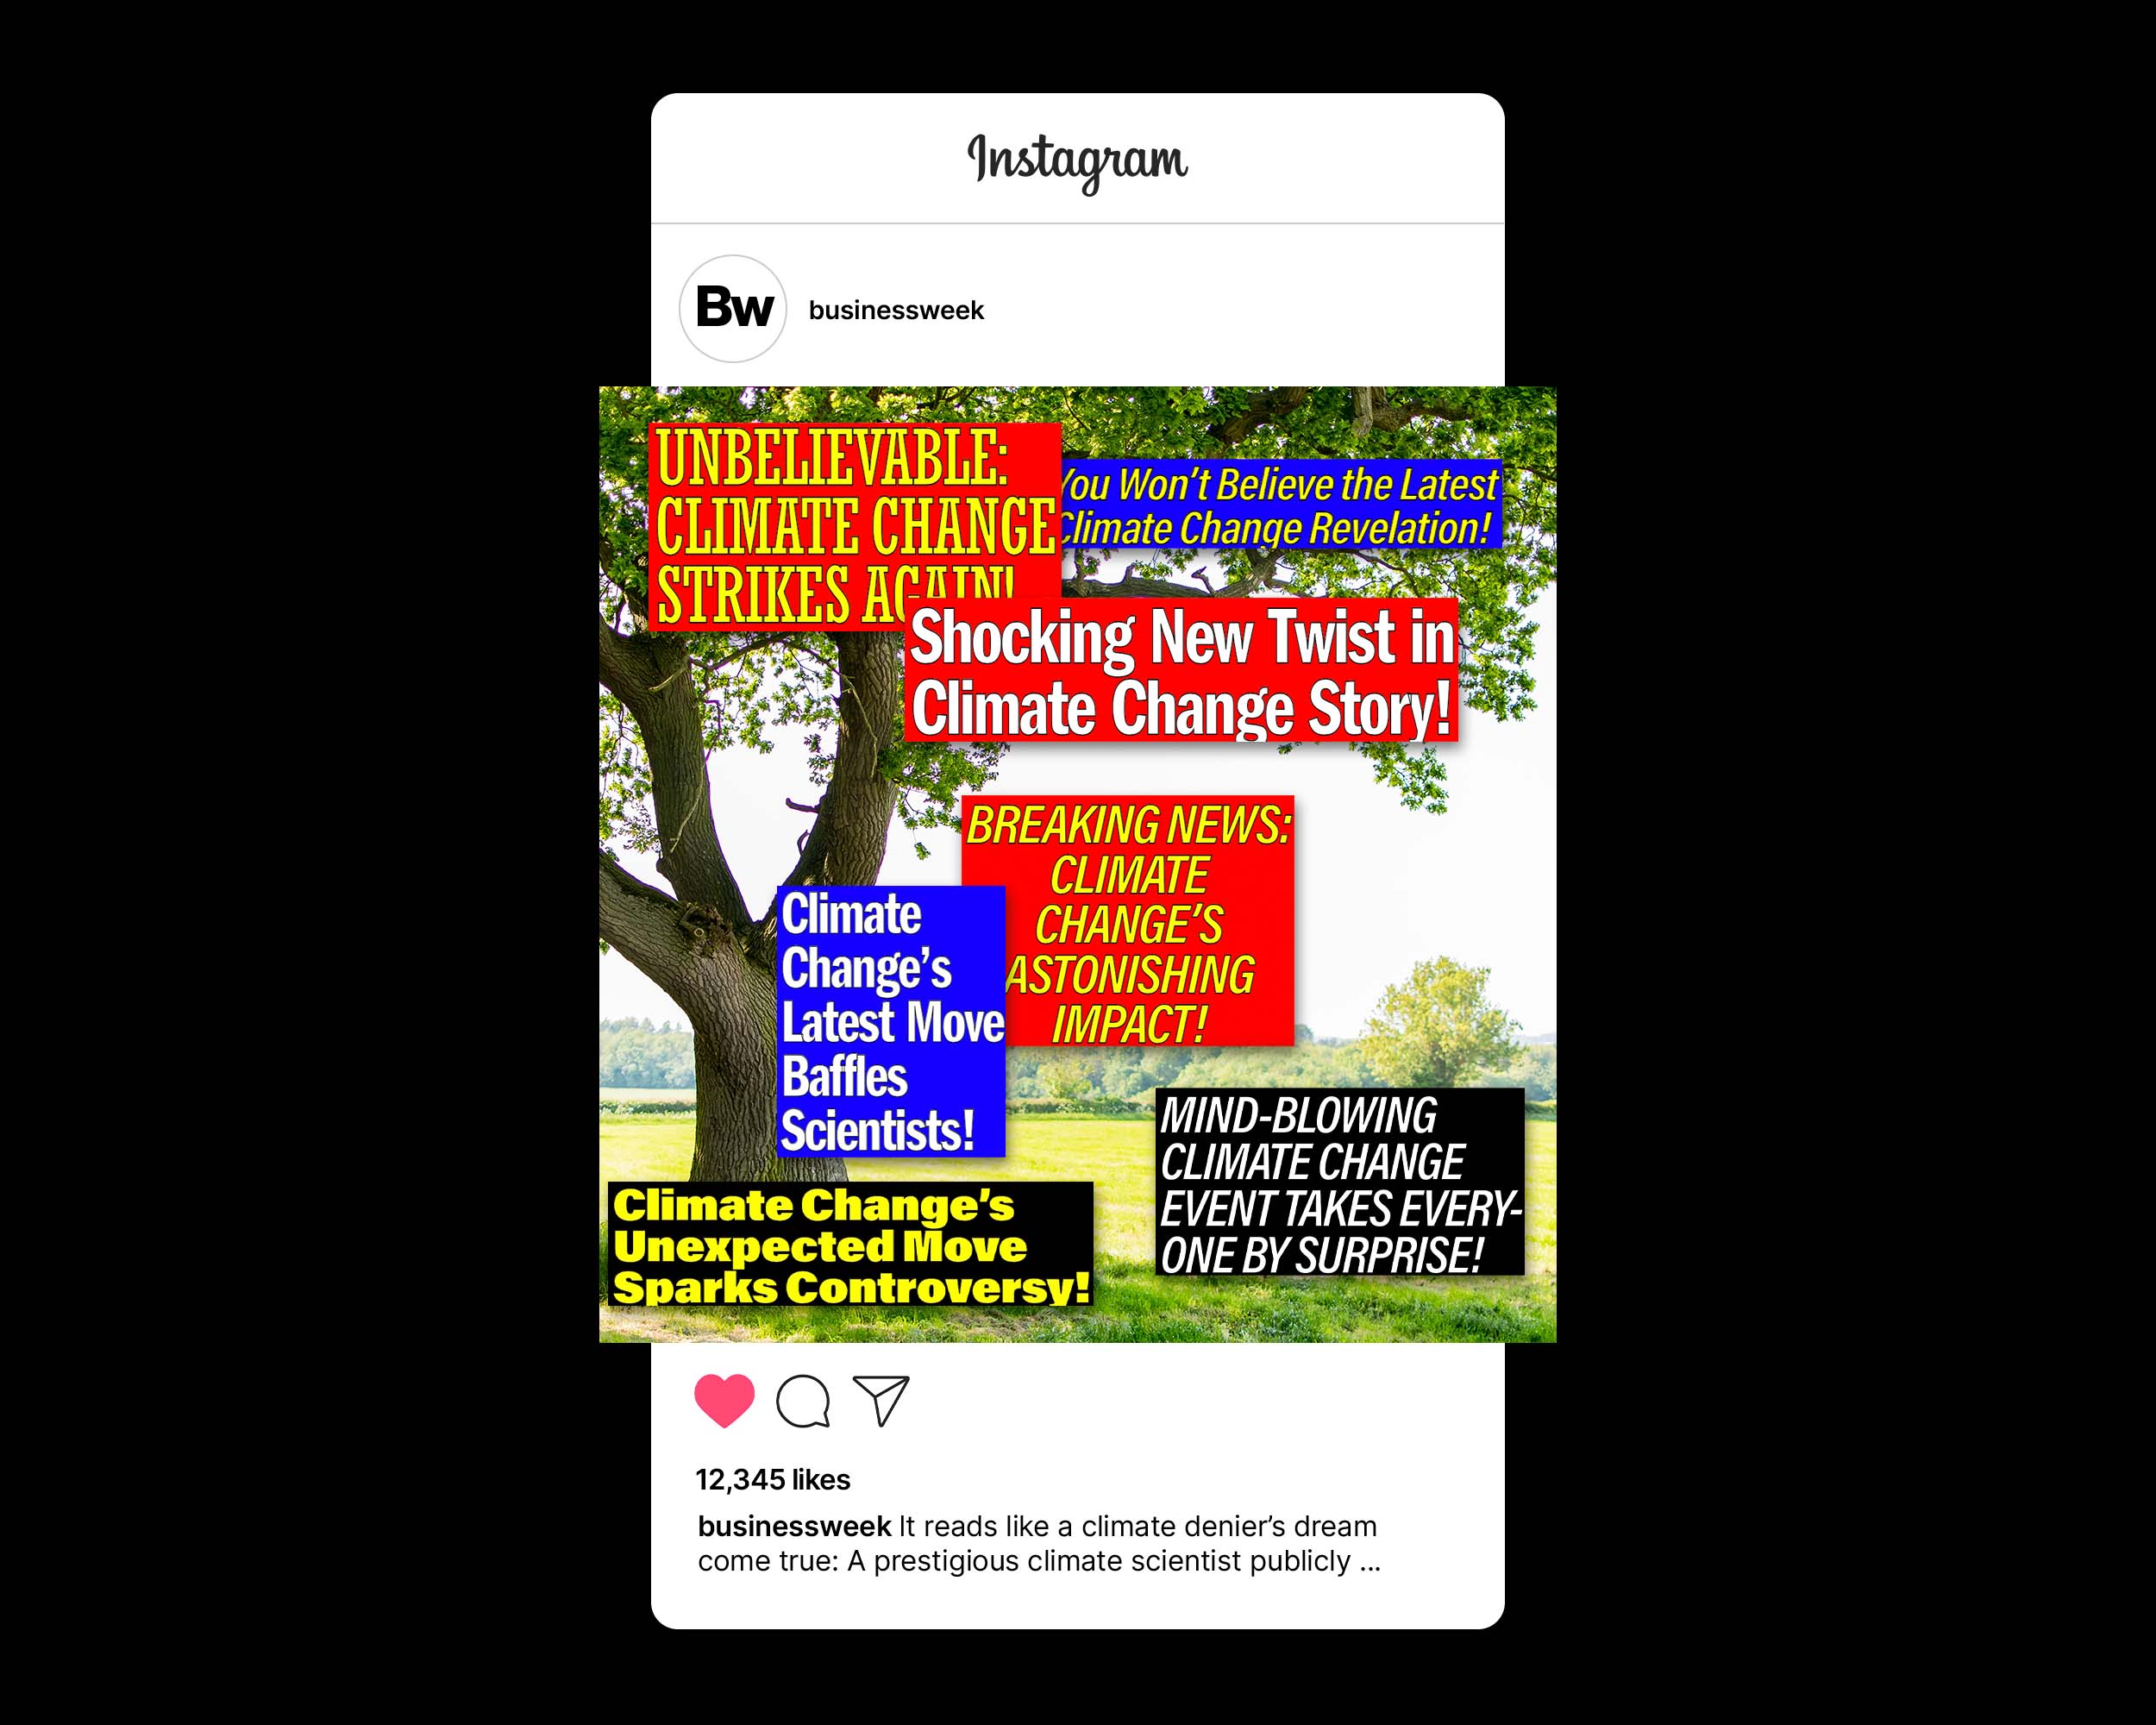 Instagram
Bw
businessweek
UNBELIEVABLE:
CLIMATE CHANGE
STRIKES AGAIN!
You Won’t Believe the Latest
Climate Change Revelation!
Shocking New Twist in
Climate Change Story!
BREAKING NEWS:
CLIMATE
CHANGE’S
ASTONISHING
IMPACT!
Climate
Change’s
Latest Move
Baffles
Scientists!
MIND-BLOWING
CLIMATE CHANGE
EVENT TAKES EVERY-
ONE BY SURPRISE!
Climate Change’s
Unexpected Move
Sparks Controversy!
12,345 likes
businessweek It reads like a climate denier’s dream
come true: A prestigious climate scientist publicly ...